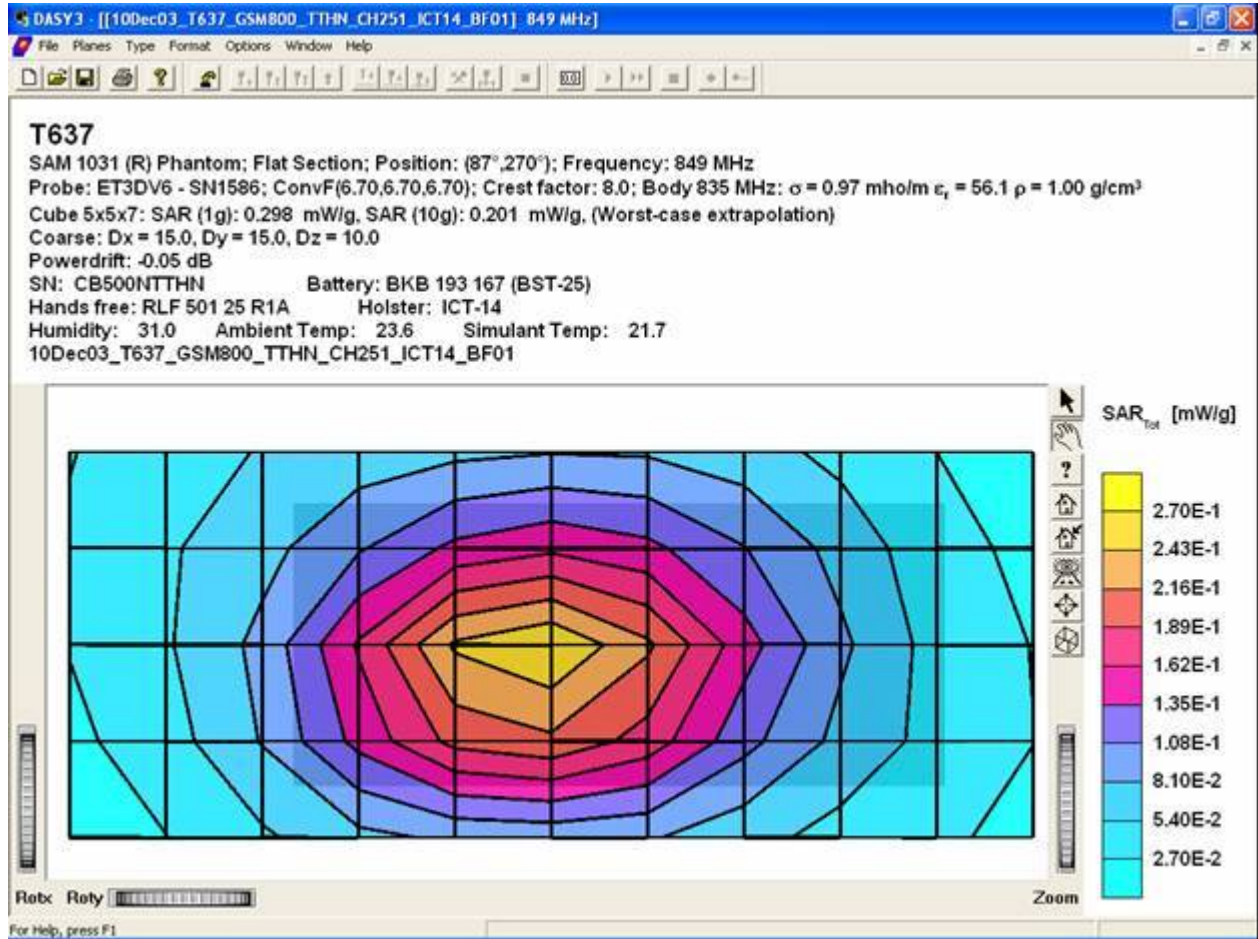 DASY3 - [[10Dec03_T637_GSM800_TTHN_CH251_ICT14_BF01] 849 MHz]
File Planes Type Format Options Window Help
T637
SAM 1031 (R) Phantom; Flat Section; Position: (87°,270°); Frequency: 849 MHz
Probe: ET3DV6 - SN1586; ConvF(6.70,6.70,6.70); Crest factor: 8.0; Body 835 MHz: σ = 0.97 mho/m εr = 56.1 ρ = 1.00 g/cm³
Cube 5x5x7: SAR (1g): 0.298 mW/g, SAR (10g): 0.201 mW/g, (Worst-case extrapolation)
Coarse: Dx = 15.0, Dy = 15.0, Dz = 10.0
Powerdrift: -0.05 dB
SN: CB500NTTHN Battery: BKB 193 167 (BST-25)
Hands free: RLF 501 25 R1A Holster: ICT-14
Humidity: 31.0 Ambient Temp: 23.6 Simulant Temp: 21.7
10Dec03_T637_GSM800_TTHN_CH251_ICT14_BF01
SARTot [mW/g]
2.70E-1
2.43E-1
2.16E-1
1.89E-1
1.62E-1
1.35E-1
1.08E-1
8.10E-2
5.40E-2
2.70E-2
Rotx Roty Zoom
For Help, press F1